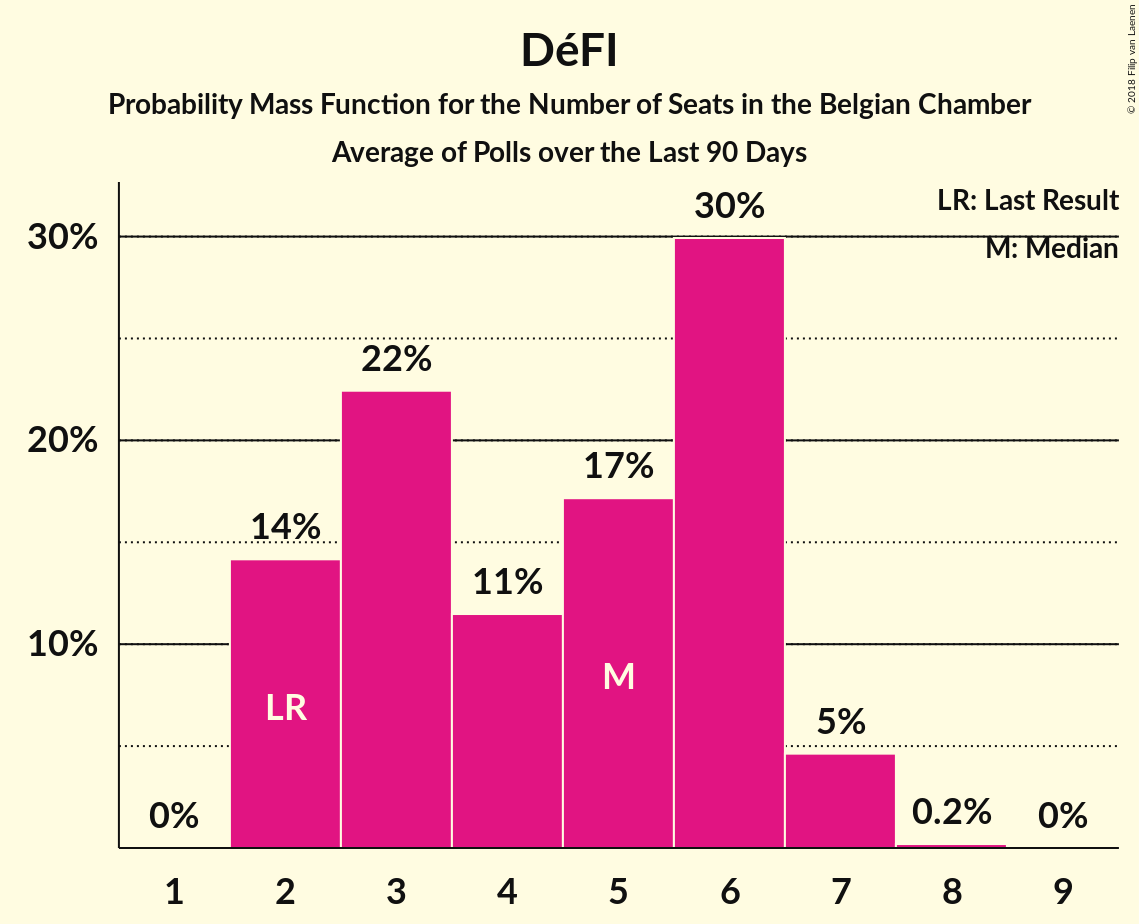 DéFI
Probability Mass Function for the Number of Seats in the Belgian Chamber
Average of Polls over the Last 90 Days
© 2018 Filip van Laenen
LR: Last Result
M: Median
30%
20%
10%
0%
14%
22%
11%
17%
30%
5%
0.2%
0%
LR
M
1 2 3 4 5 6 7 8 9